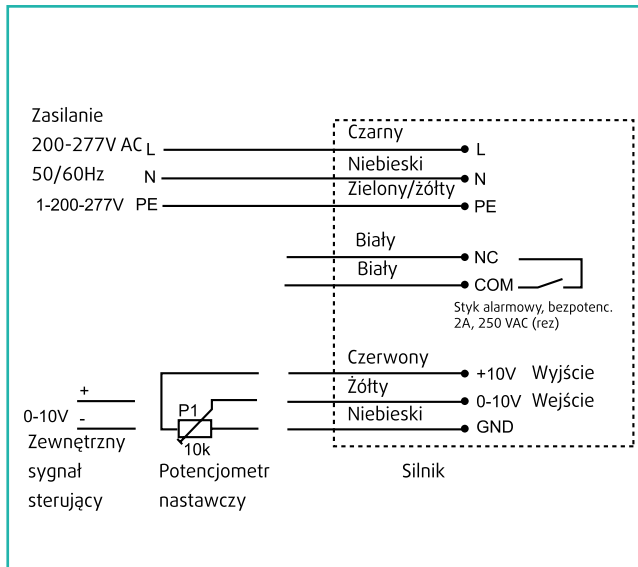 Zasilanie
200-277V AC L
50/60Hz N
1-200-277V PE
Czarny
L
Niebieski
N
Zielony/żółty
PE
Biały
NC
Biały
COM
Styk alarmowy, bezpotenc.
2A, 250 VAC (rez)
Czerwony
+10V Wyjście
Żółty
0-10V Wejście
Niebieski
GND
+
0-10V -
Zewnętrzny
sygnał
sterujący
P1
10k
Potencjometr
nastawczy
Silnik